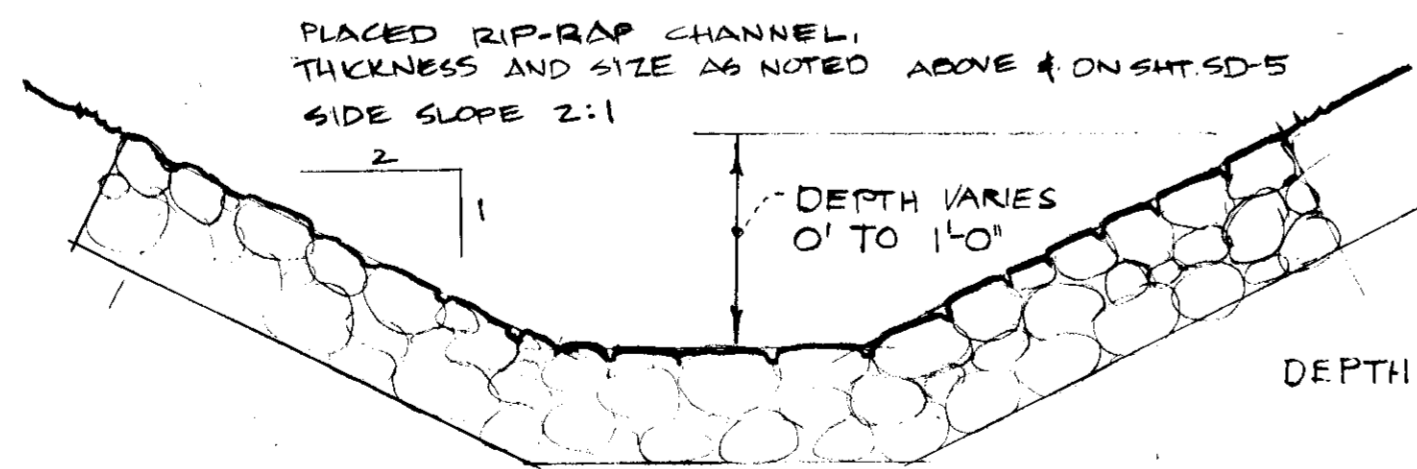 PLACED RIP-RAP CHANNEL,
THICKNESS AND SIZE AS NOTED ABOVE & ON SHT. SD-5
SIDE SLOPE 2:1
2
1
DEPTH VARIES
0' TO 1'-0"
DEPTH